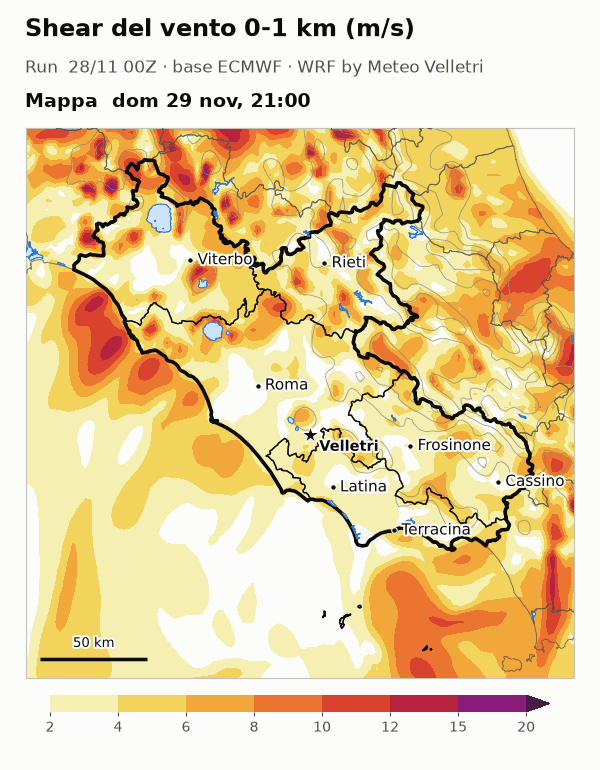 Shear del vento 0-1 km (m/s)
Run  28/11 00Z · base ECMWF · WRF by Meteo Velletri
Mappa  dom 29 nov, 21:00
Viterbo
Rieti
Roma
Velletri
Frosinone
Latina
Cassino
Terracina
50 km
2 4 6 8 10 12 15 20